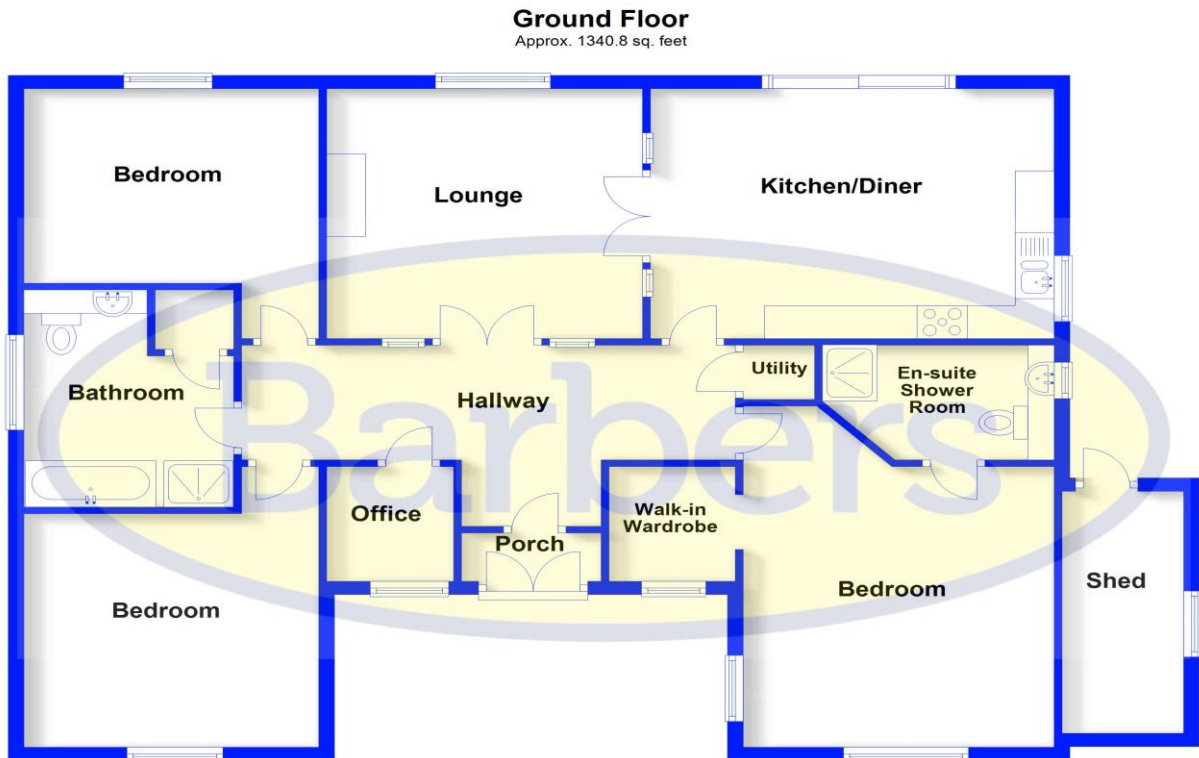 Ground Floor
Approx. 1340.8 sq. feet
Bedroom
Lounge
Kitchen/Diner
Bathroom
Hallway
Utility
En-suite
Shower
Room
Office
Porch
Walk-in
Wardrobe
Bedroom
Bedroom
Shed
Barbers